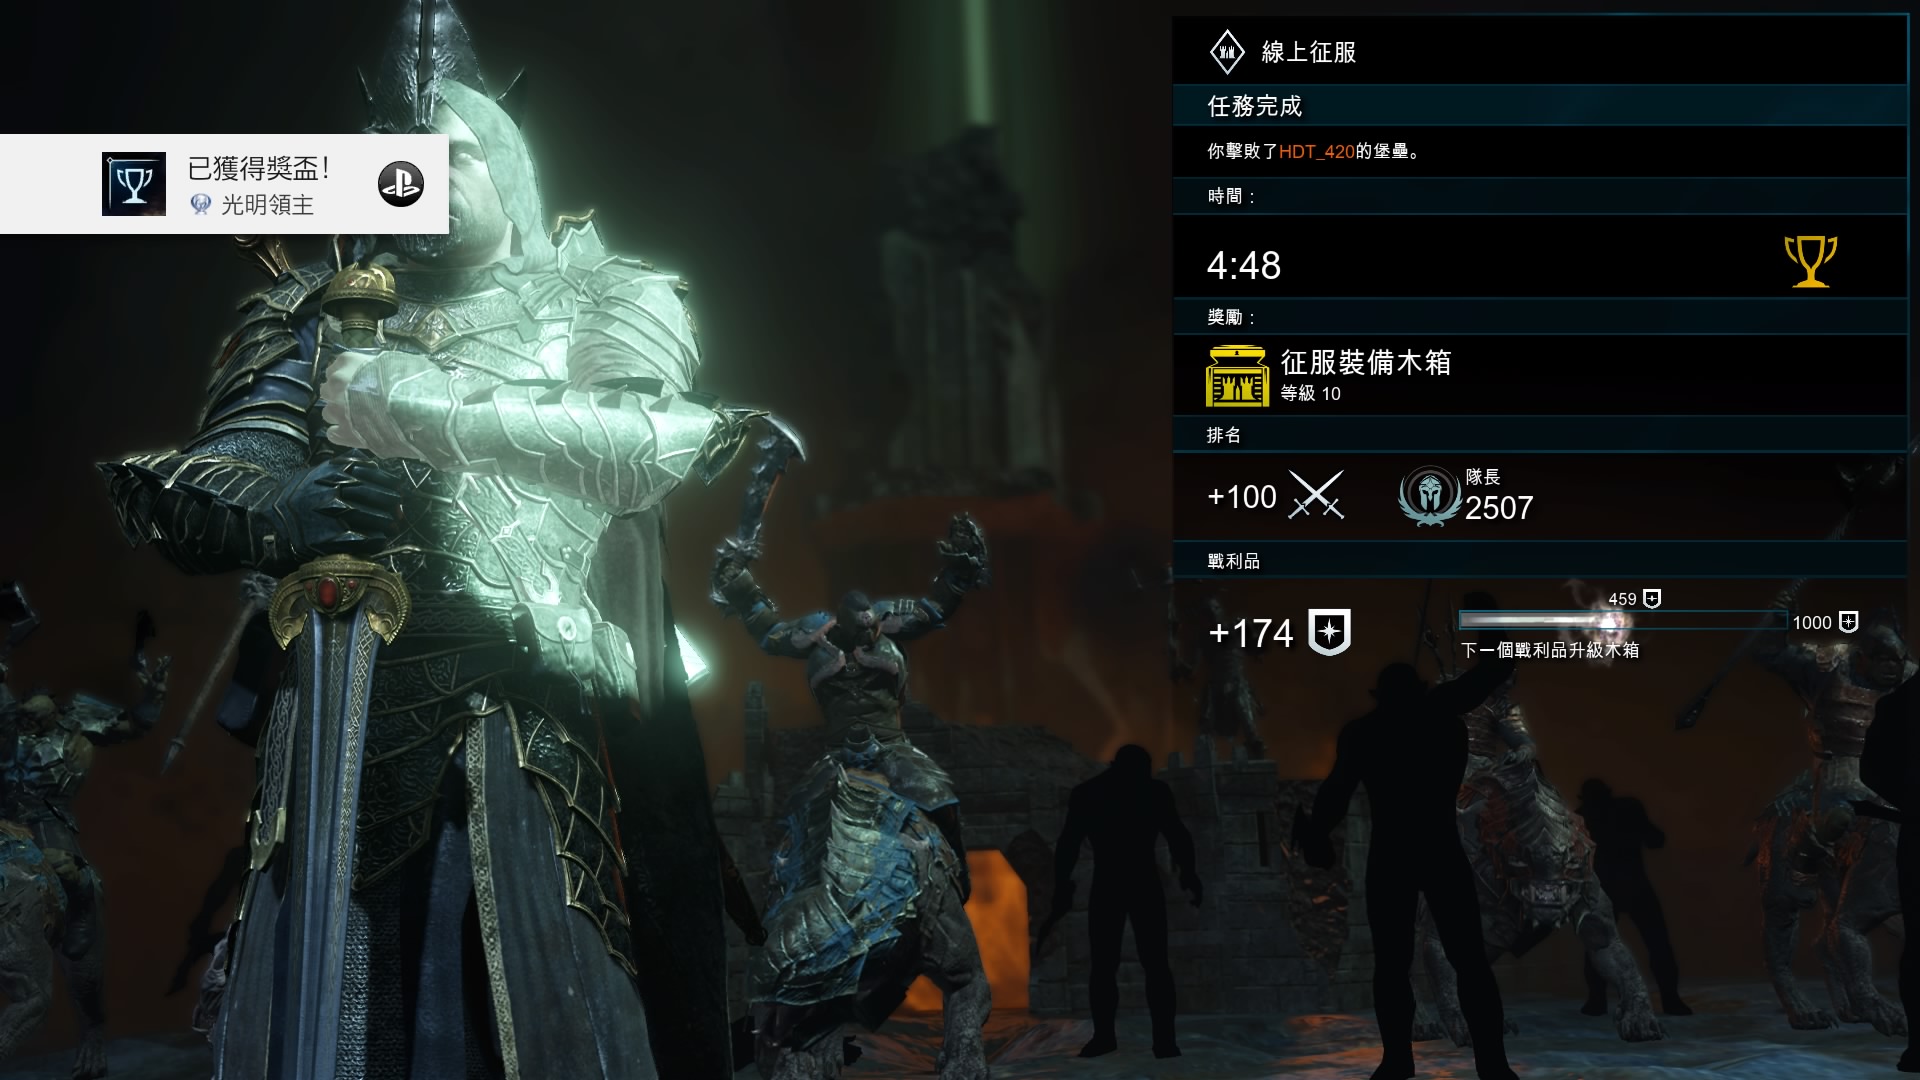 已獲得獎盃！
光明領主
線上征服
任務完成
你擊敗了HDT_420的堡壘。
時間：
4:48
獎勵：
征服裝備木箱
等級 10
排名
+100
隊長
2507
戰利品
+174
459
1000
下一個戰利品升級木箱